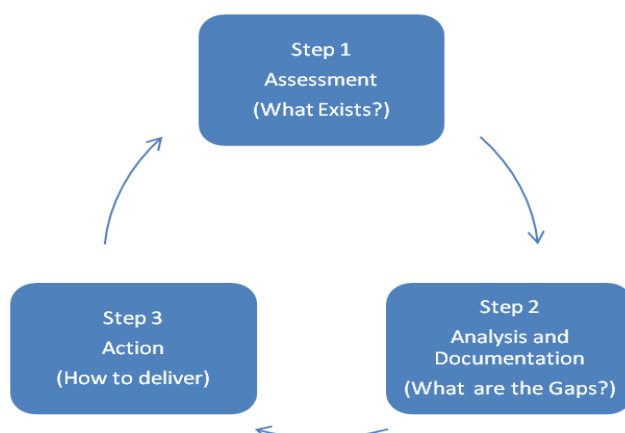 Step 1
Assessment
(What Exists?)
Step 2
Analysis and
Documentation
(What are the Gaps?)
Step 3
Action
(How to deliver)